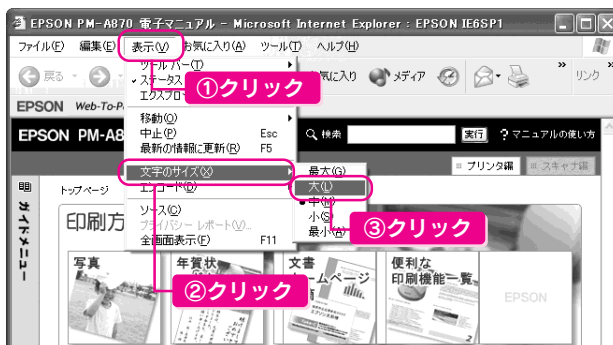 EPSON PM-A870 電子マニュアル - Microsoft Internet Explorer : EPSON IE6SP1
ファイル(F) 編集(E) 表示(V) お気に入り(A) ツール(T) ヘルプ(H)
戻る
ツールバー(T)
ステータス
エクスプロ
①クリック
気に入り メディア
リンク
EPSON Web-To-P
移動(O)
中止(P) Esc
最新の情報に更新(R) F5
EPSON PM-A8
検索 実行 ?マニュアルの使い方
文字のサイズ(X)
エンコード(D)
ソース(C)
プライバシー レポート(V)...
全画面表示(F) F11
最大(G)
大(L)
中(M)
小(S)
最小(A)
プリンタ編 スキャナ編
③クリック
ガイドメニュー
トップページ
印刷方
②クリック
写真
年賀状
文書
ホームページ
便利な
印刷機能一覧
EPSON